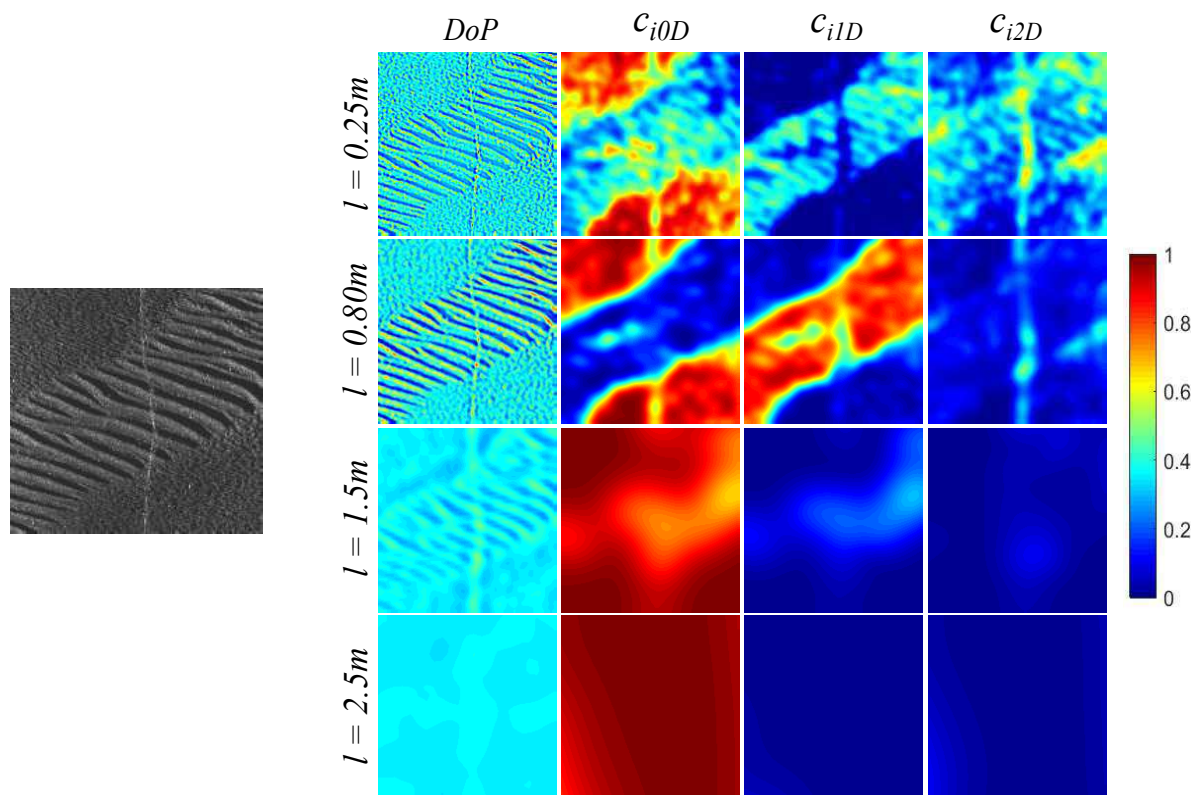 DoP c_{i0D} c_{i1D} c_{i2D}
l = 0.25m
l = 0.80m
l = 1.5m
l = 2.5m
1
0.8
0.6
0.4
0.2
0